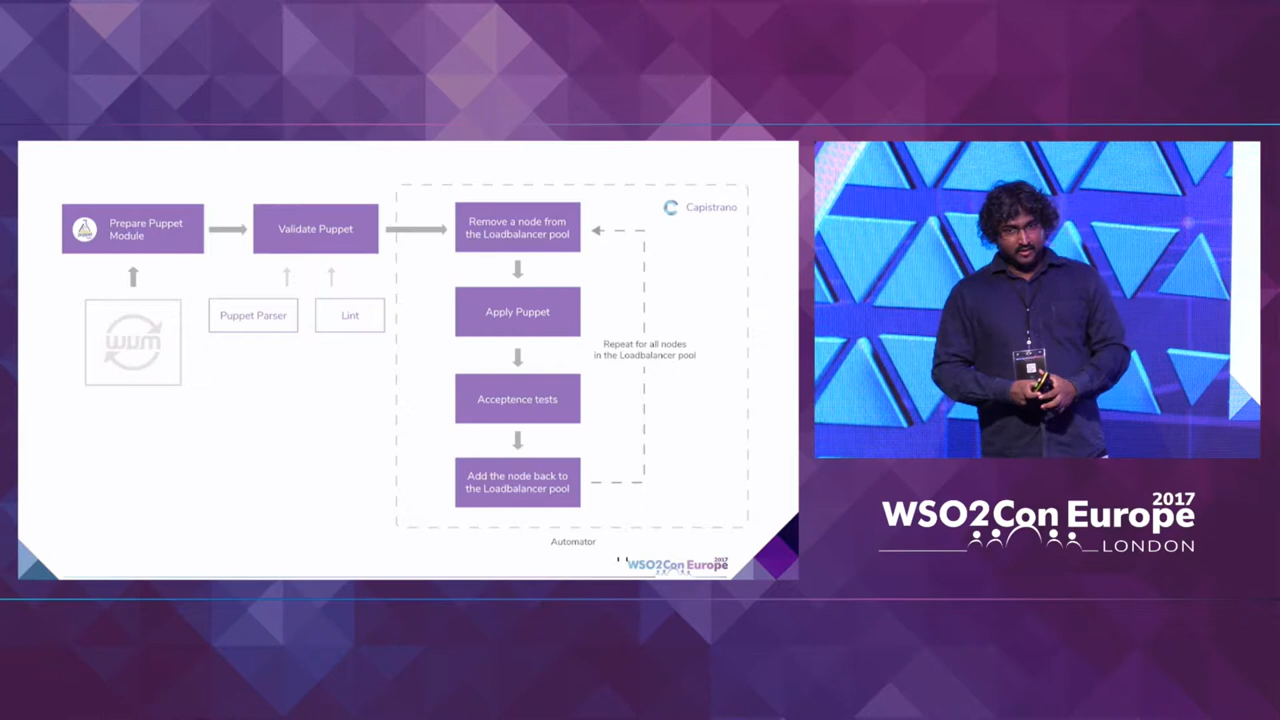 Prepare Puppet
Module
Validate Puppet
Remove a node from
the Loadbalancer pool
Capistrano
WUM
Puppet Parser
Lint
Apply Puppet
Repeat for all nodes
in the Loadbalancer pool
Acceptence tests
Add the node back to
the Loadbalancer pool
Automator
2017
WSO2Con Europe
2017
WSO2Con Europe
LONDON